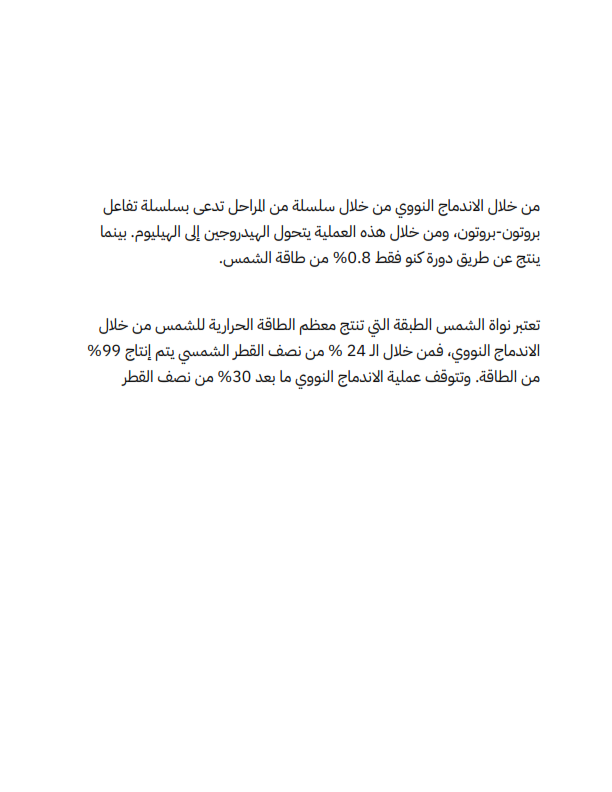 من خلال الاندماج النووي من خلال سلسلة من المراحل تدعى بسلسلة تفاعل
بروتون-بروتون، ومن خلال هذه العملية يتحول الهيدروجين إلى الهيليوم. بينما
ينتج عن طريق دورة كنو فقط 0.8% من طاقة الشمس.
تعتبر نواة الشمس الطبقة التي تنتج معظم الطاقة الحرارية للشمس من خلال
الاندماج النووي، فمن خلال الـ 24 % من نصف القطر الشمسي يتم إنتاج 99%
من الطاقة. وتتوقف عملية الاندماج النووي ما بعد 30% من نصف القطر